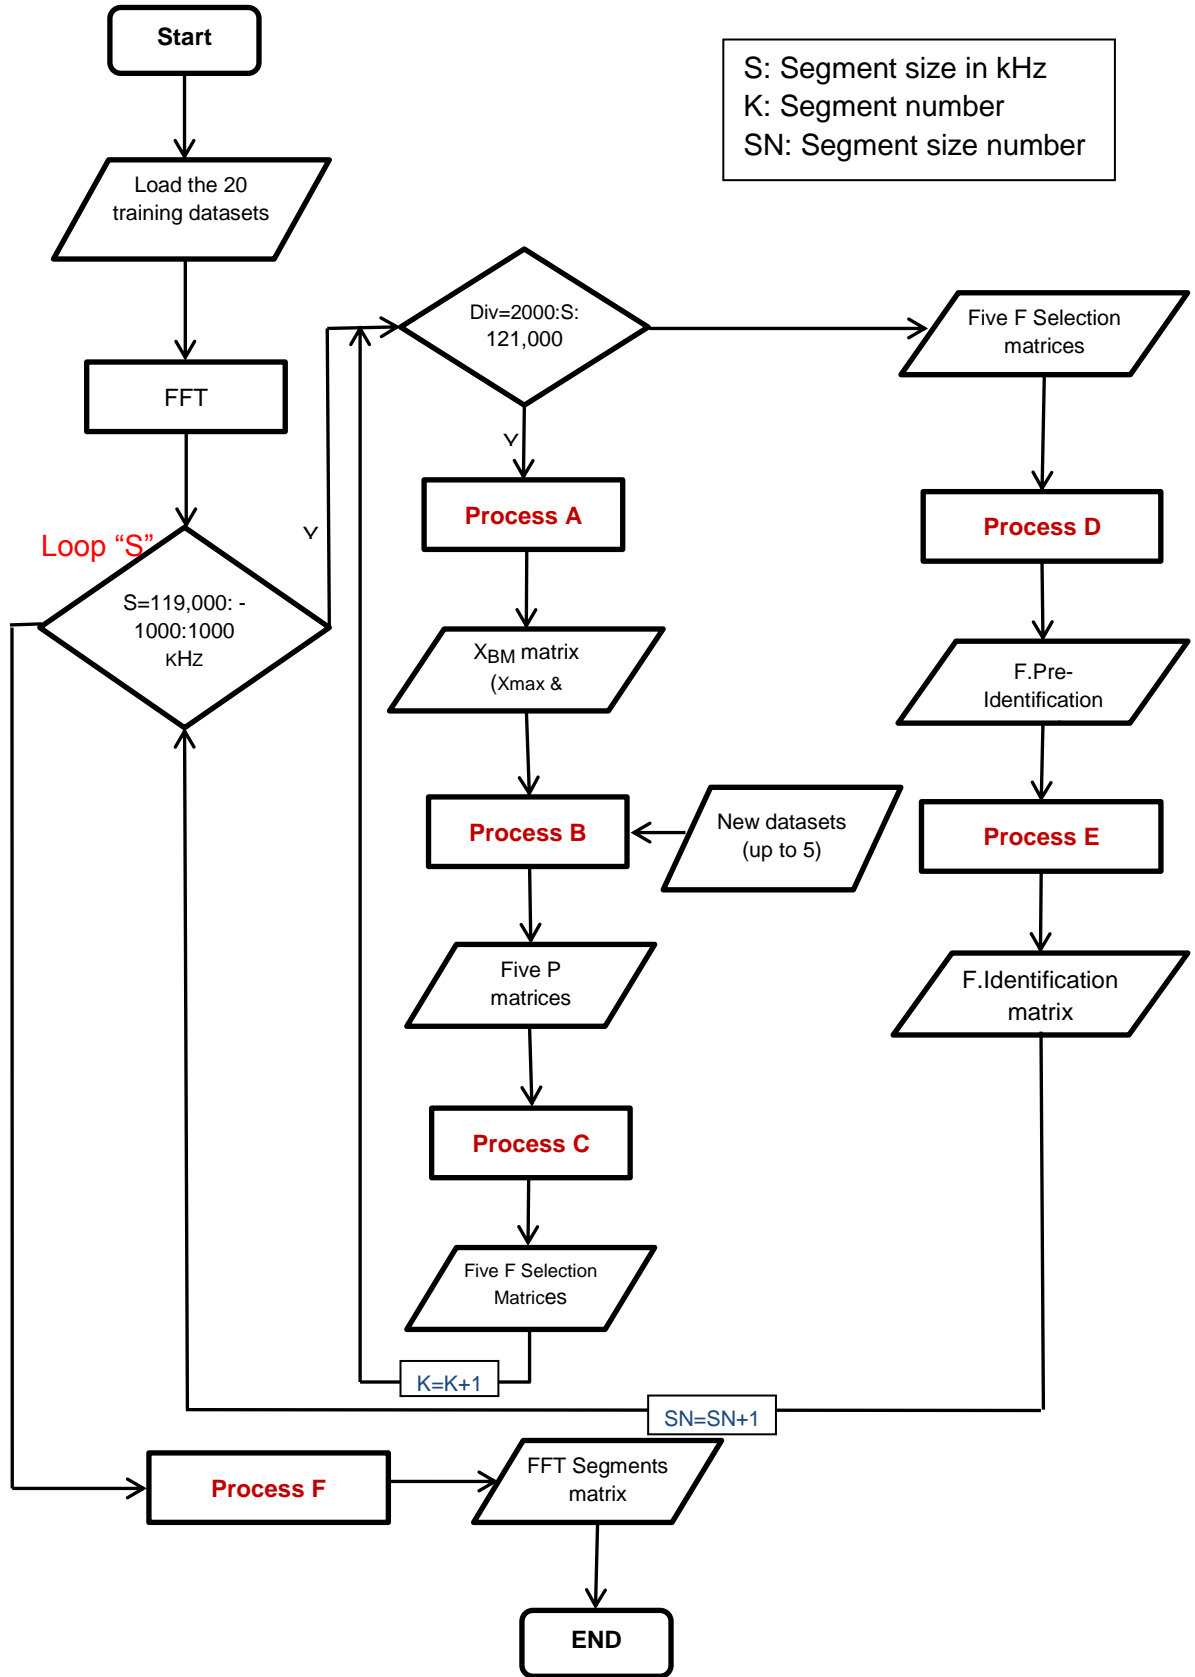 Start
S: Segment size in kHz
K: Segment number
SN: Segment size number
Load the 20
training datasets
Div=2000:S:
121,000
Five F Selection
matrices
FFT
Y
Process A
Process D
Loop “S”
Y
S=119,000: -
1000:1000
KHz
XBM matrix
(Xmax &
F.Pre-
Identification
Process B
New datasets
(up to 5)
Process E
Five P
matrices
F.Identification
matrix
Process C
Five F Selection
Matrices
K=K+1
SN=SN+1
Process F
FFT Segments
matrix
END